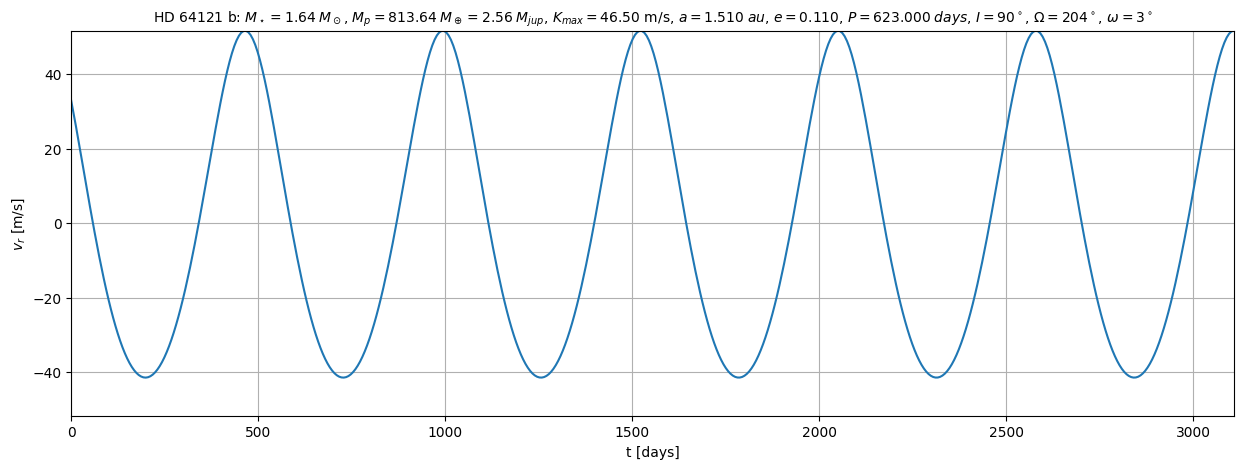 HD 64121 b: M⋆ = 1.64 M⊙, Mp = 813.64 M⊕ = 2.56 Mjup, Kmax = 46.50 m/s, a = 1.510 au, e = 0.110, P = 623.000 days, I = 90°, Ω = 204°, ω = 3°
40
20
0
−20
−40
vr [m/s]
0 500 1000 1500 2000 2500 3000
t [days]